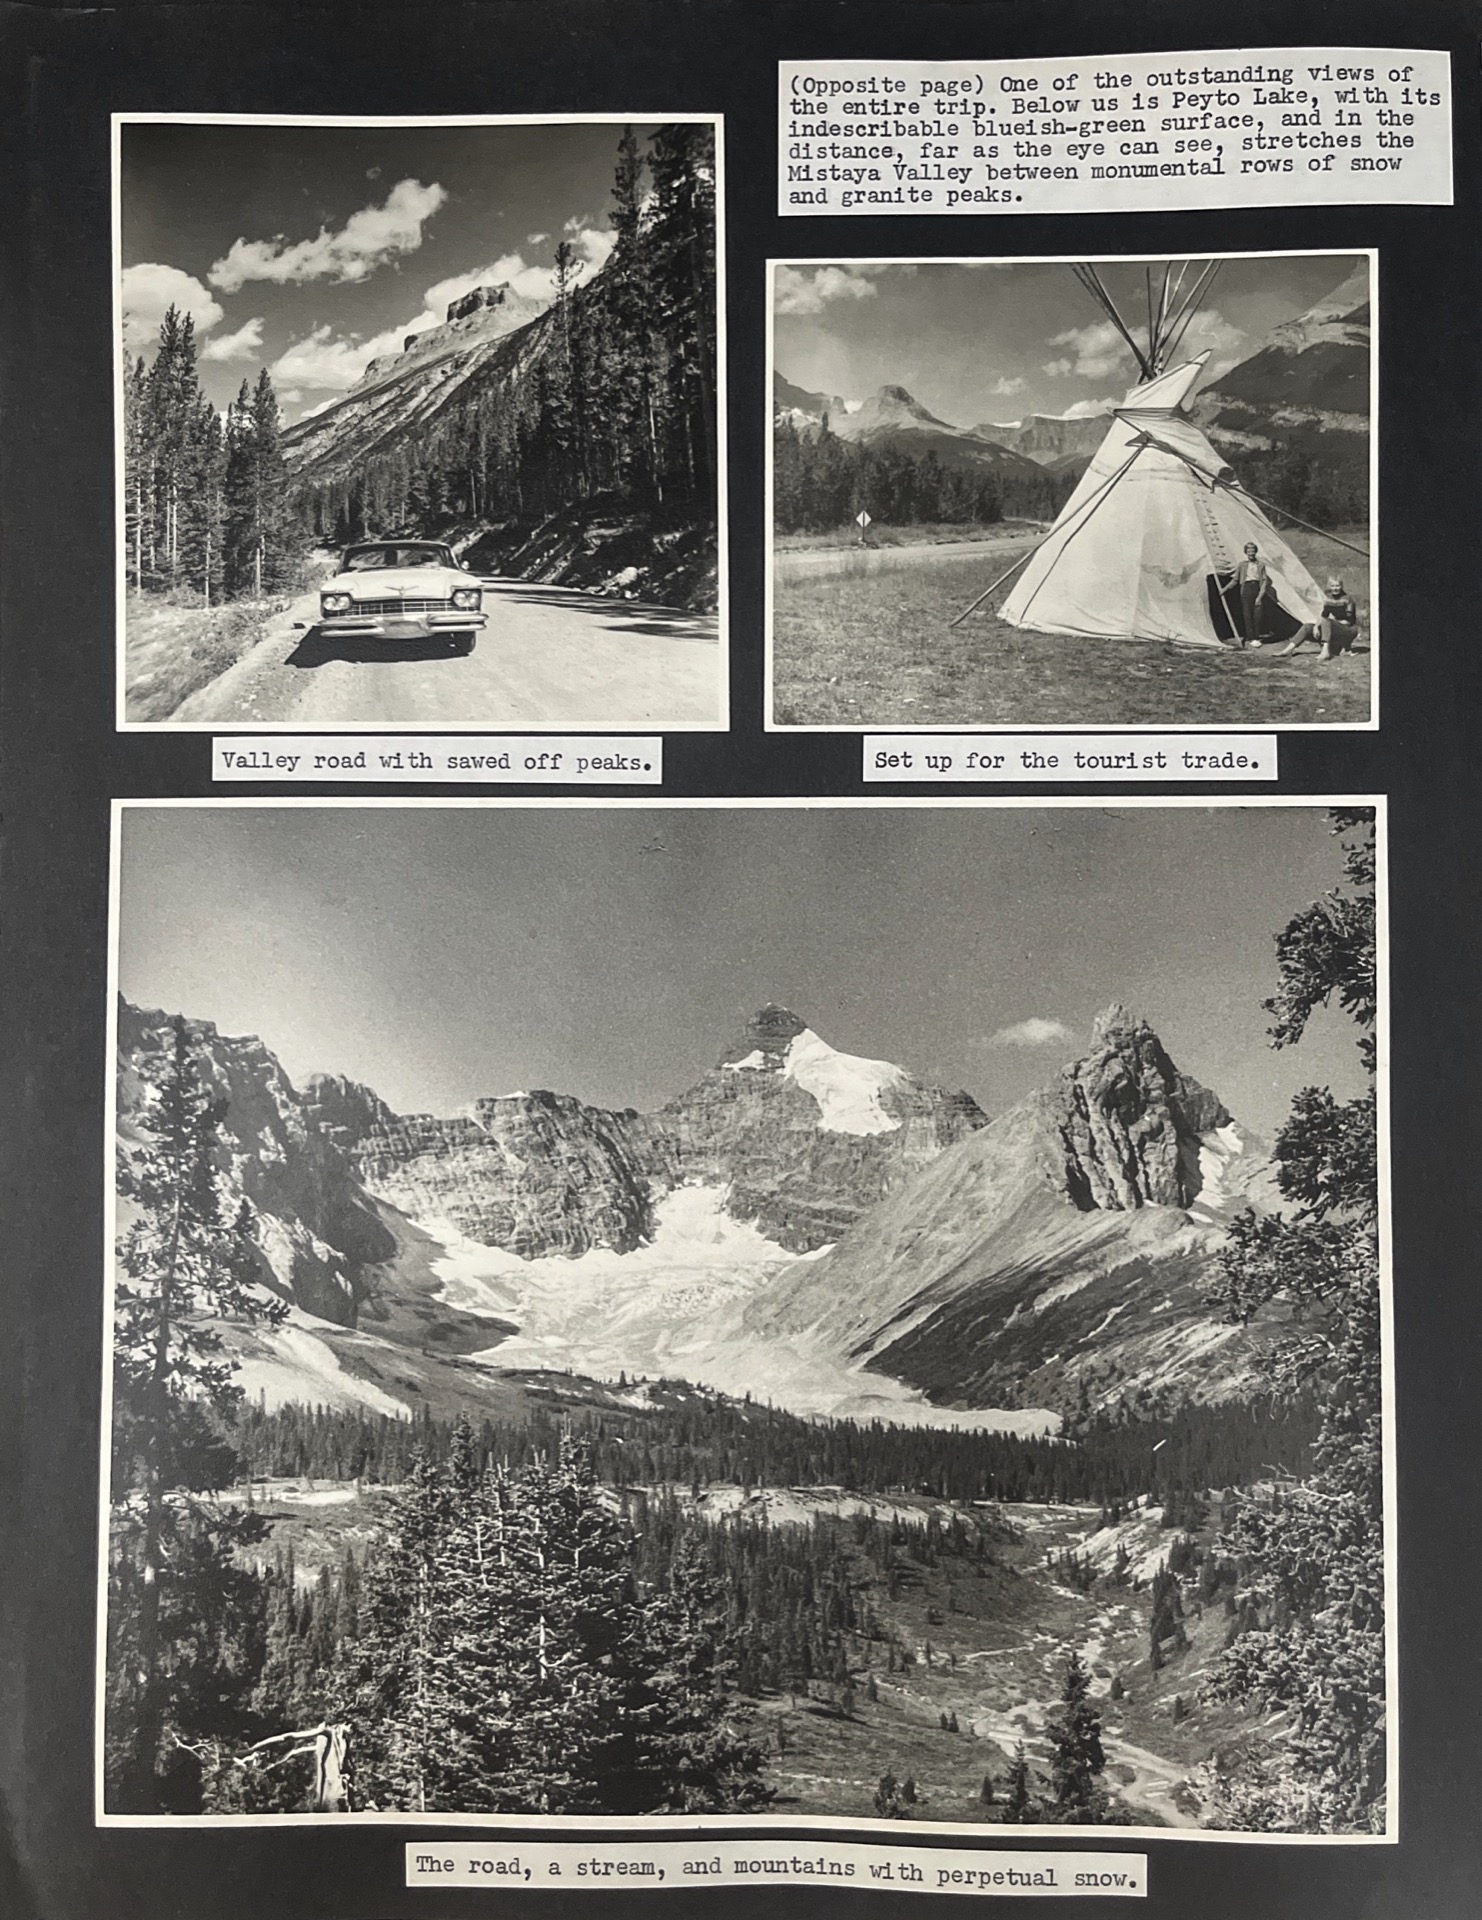 (Opposite page) One of the outstanding views of
the entire trip. Below us is Peyto Lake, with its
indescribable blueish-green surface, and in the
distance, far as the eye can see, stretches the
Mistaya Valley between monumental rows of snow
and granite peaks.
Valley road with sawed off peaks.
Set up for the tourist trade.
The road, a stream, and mountains with perpetual snow.